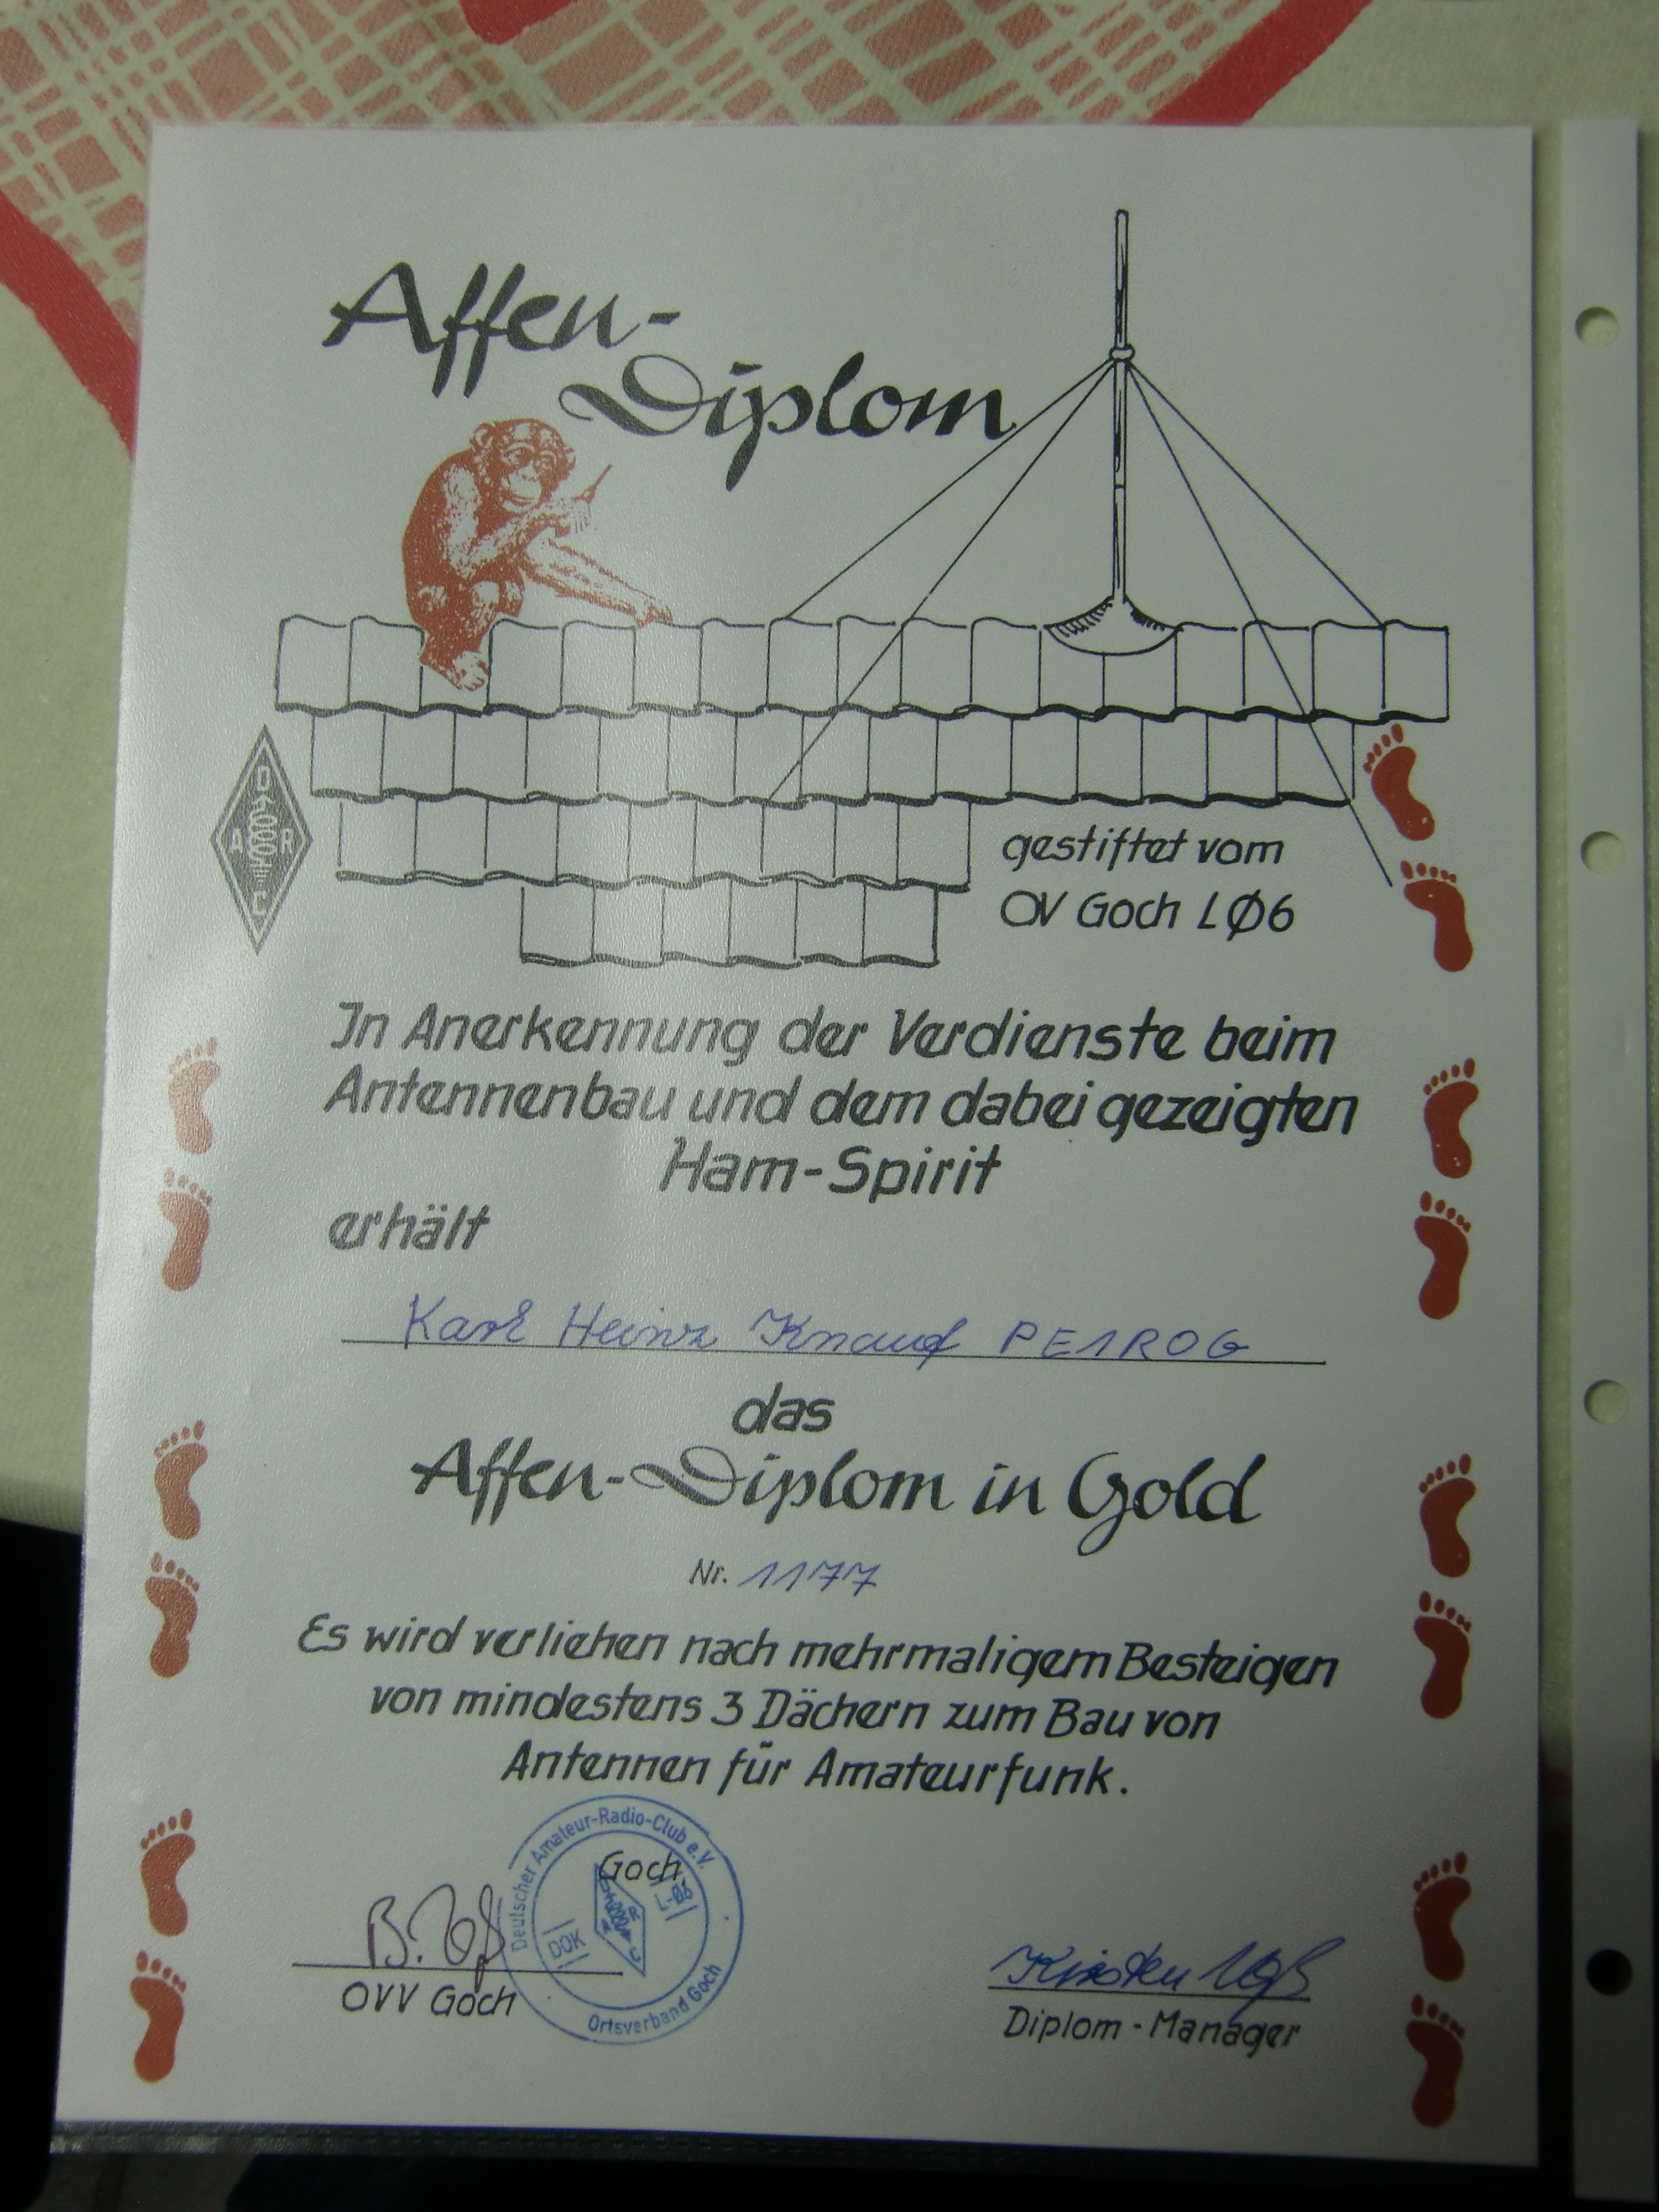 Affen-
Diplom
DARC
gestiftet vom
OV Goch LØ6
In Anerkennung der Verdienste beim
Antennenbau und dem dabei gezeigten
Ham-Spirit
erhält
Karl Heinz Knauf PE1ROG
das
Affen-Diplom in Gold
Nr. 1177
Es wird verliehen nach mehrmaligem Besteigen
von mindestens 3 Dächern zum Bau von
Antennen für Amateurfunk.
Deutscher Amateur-Radio-Club e.V.
Goch
DOK
Ortsverband Goch
B.
OVV Goch
Kirsten
Diplom-Manager